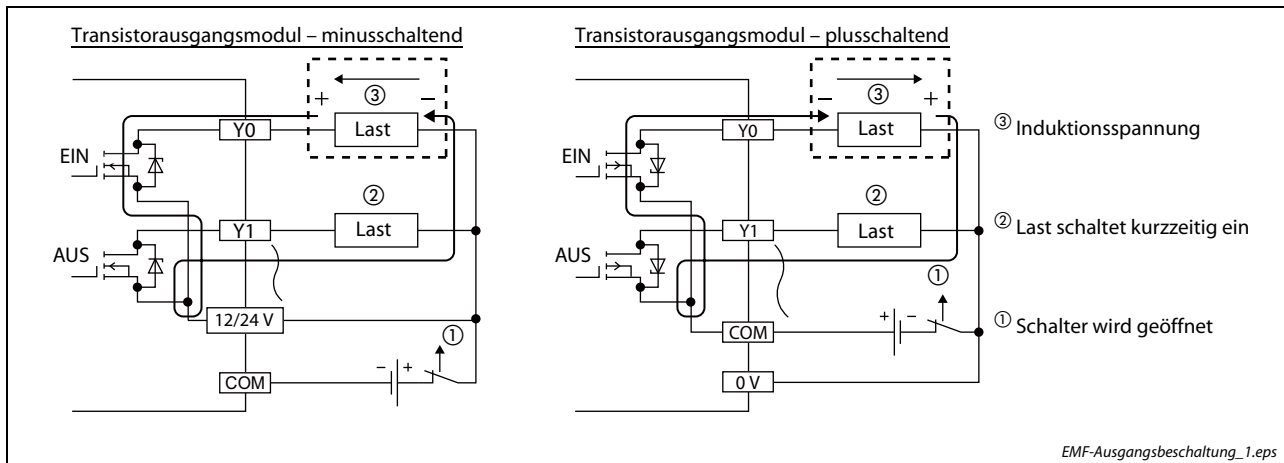 Transistorausgangsmodul – minusschaltend
③
+ –
Last
Y0
EIN
②
Last
Y1
AUS
12/24 V
①
– +
COM
Transistorausgangsmodul – plusschaltend
③
– +
Last
Y0
EIN
②
Last
Y1
AUS
①
+ –
COM
0 V
③ Induktionsspannung
② Last schaltet kurzzeitig ein
① Schalter wird geöffnet
EMF-Ausgangsbeschaltung_1.eps